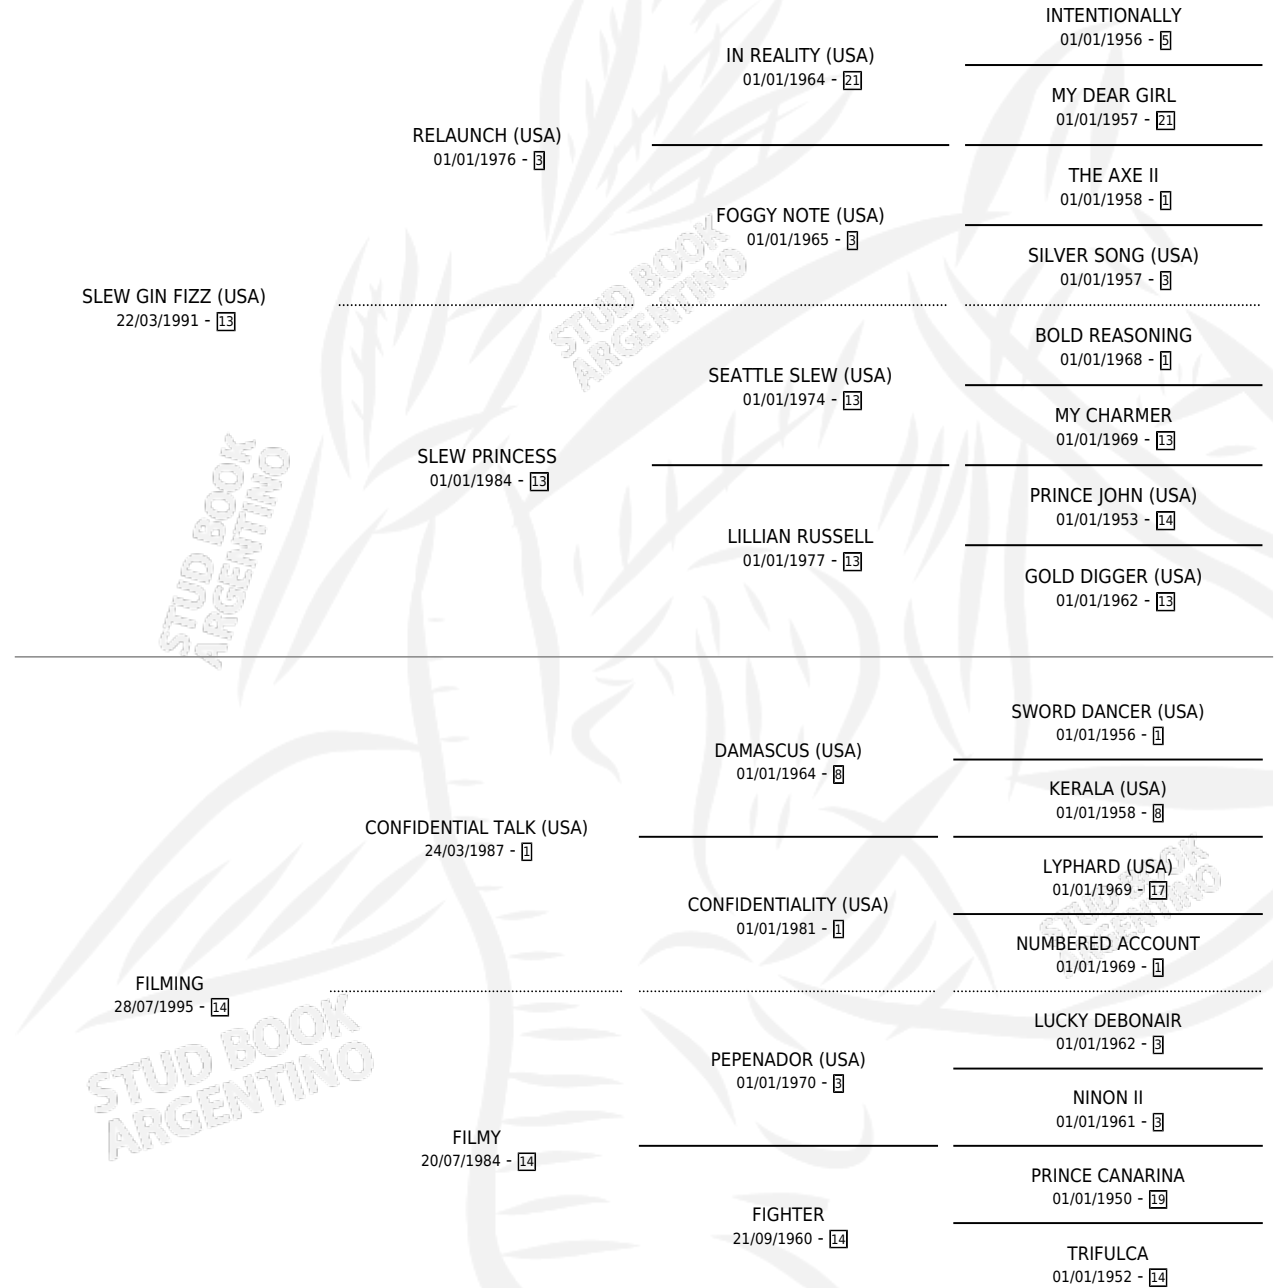 INTENTIONALLY
01/01/1956 - 5
IN REALITY (USA)
01/01/1964 - 21
MY DEAR GIRL
01/01/1957 - 21
RELAUNCH (USA)
01/01/1976 - 3
THE AXE II
01/01/1958 - 1
FOGGY NOTE (USA)
01/01/1965 - 3
SILVER SONG (USA)
01/01/1957 - 3
SLEW GIN FIZZ (USA)
22/03/1991 - 13
BOLD REASONING
01/01/1968 - 1
SEATTLE SLEW (USA)
01/01/1974 - 13
MY CHARMER
01/01/1969 - 13
SLEW PRINCESS
01/01/1984 - 13
PRINCE JOHN (USA)
01/01/1953 - 14
LILLIAN RUSSELL
01/01/1977 - 13
GOLD DIGGER (USA)
01/01/1962 - 13
SWORD DANCER (USA)
01/01/1956 - 1
DAMASCUS (USA)
01/01/1964 - 8
KERALA (USA)
01/01/1958 - 8
CONFIDENTIAL TALK (USA)
24/03/1987 - 1
LYPHARD (USA)
01/01/1969 - 17
CONFIDENTIALITY (USA)
01/01/1981 - 1
NUMBERED ACCOUNT
01/01/1969 - 1
FILMING
28/07/1995 - 14
LUCKY DEBONAIR
01/01/1962 - 3
PEPENADOR (USA)
01/01/1970 - 3
NINON II
01/01/1961 - 3
FILMY
20/07/1984 - 14
PRINCE CANARINA
01/01/1950 - 19
FIGHTER
21/09/1960 - 14
TRIFULCA
01/01/1952 - 14
STUD BOOK
ARGENTINO
STUD BOOK
ARGENTINO
STUD BOOK
ARGENTINO
STUD BOOK
ARGENTINO